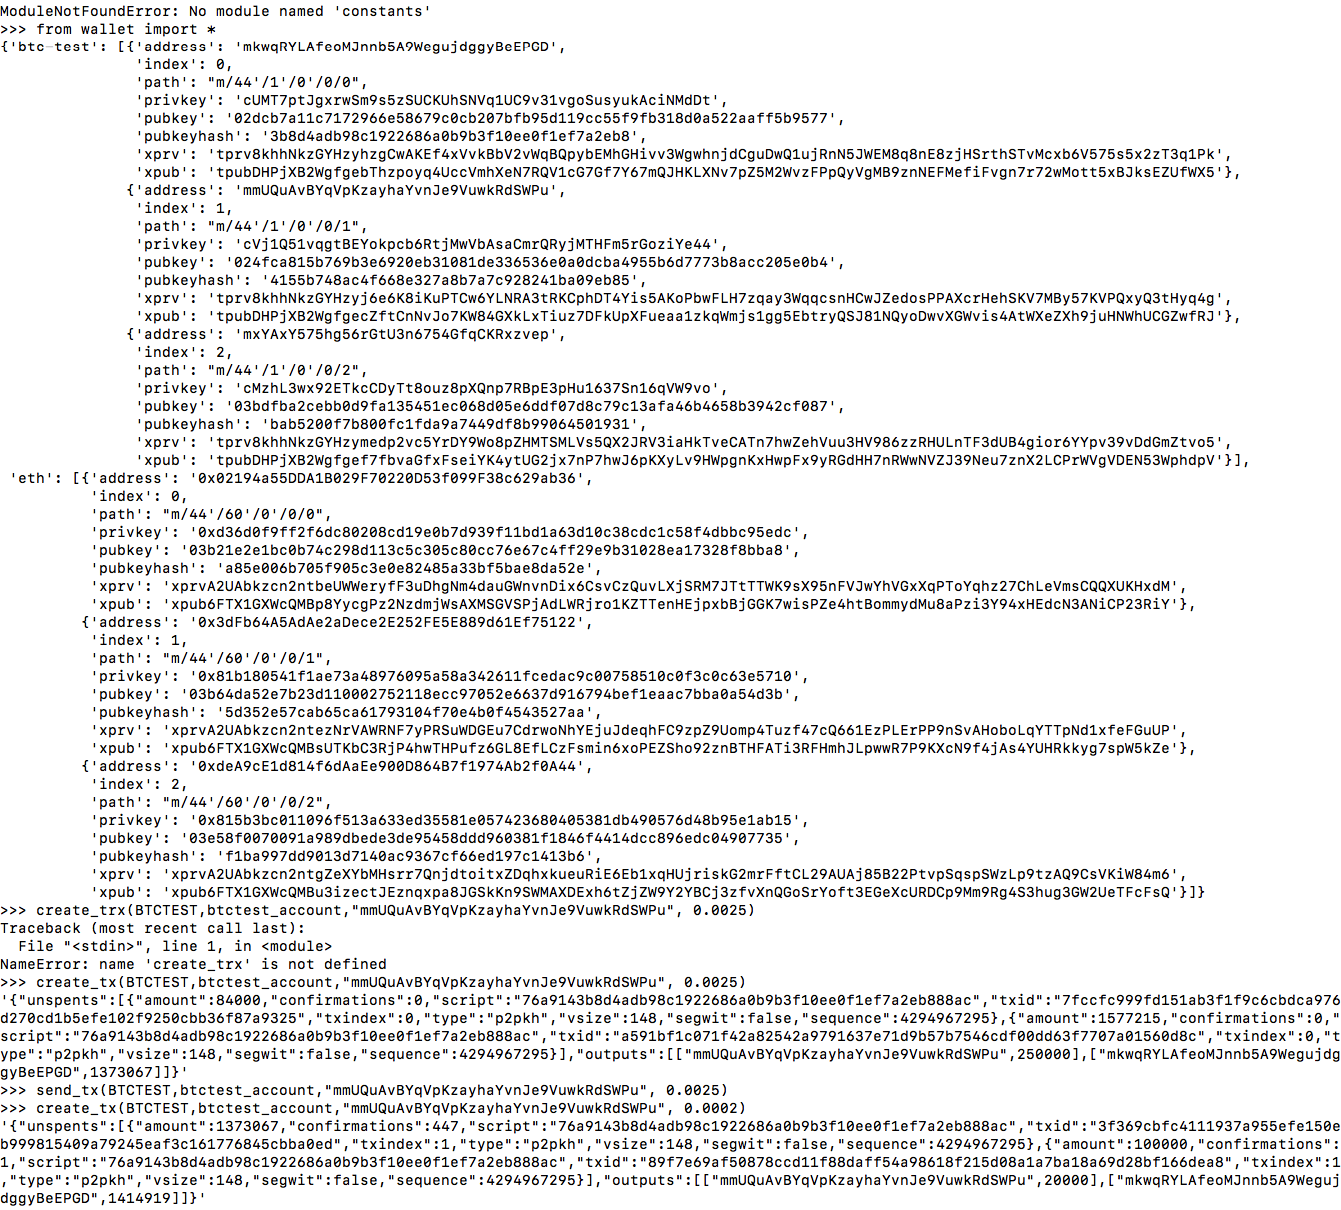 ModuleNotFoundError: No module named 'constants'
>>> from wallet import *
{'btc-test': [{'address': 'mkwqRYLAfeoMJnnb5A9WegujdggyBeEPGD',
'index': 0,
'path': "m/44'/1'/0'/0/0",
'privkey': 'cUMT7ptJgxrwSm9s5zSUCKUhSNVq1UC9v31vgoSusyukAciNMdDt',
'pubkey': '02dcb7a11c7172966e58679c0cb207bfb95d119cc55f9fb318d0a522aaff5b9577',
'pubkeyhash': '3b8d4adb98c1922686a0b9b3f10ee0f1ef7a2eb8',
'xprv': 'tprv8khhNkzGYHzyhzgCwAKEf4xVvkBbV2vWqBQpybEMhGHivv3WgwhnjdCguDwQ1ujRnN5JWEM8q8nE8zjHSrthSTvMcxb6V575s5x2zT3q1Pk',
'xpub': 'tpubDHPjXB2WgfgebThzpoyq4UccVmhXeN7RQV1cG7Gf7Y67mQJHKLXNv7pZ5M2WvzFPpQyVgMB9znNEFMefiFvgn7r72wMott5xBJksEZUfWX5'},
{'address': 'mmUQuAvBYqVpKzayhaYvnJe9VuwkRdSWPu',
'index': 1,
'path': "m/44'/1'/0'/0/1",
'privkey': 'cVj1Q51vqgtBEYokpcb6RtjMwVbAsaCmrQRyjMTHFm5rGoziYe44',
'pubkey': '024fca815b769b3e6920eb31081de336536e0a0dcba4955b6d7773b8acc205e0b4',
'pubkeyhash': '4155b748ac4f668e327a8b7a7c928241ba09eb85',
'xprv': 'tprv8khhNkzGYHzyj6e6K8iKuPTCw6YLNRA3tRKCphDT4Yis5AKoPbwFLH7zqay3WqqcsnHCwJZedosPPAXcrHehSKV7MBy57KVPQxyQ3tHyq4g',
'xpub': 'tpubDHPjXB2WgfgecZftCnNvJo7KW84GXkLxTiuz7DFkUpXFueaa1zkqWmjs1gg5EbtryQSJ81NQyoDwvXGWvis4AtWXeZXh9juHNWhUCGZwfRJ'},
{'address': 'mxYAxY575hg56rGtU3n6754GfqCKRxzvep',
'index': 2,
'path': "m/44'/1'/0'/0/2",
'privkey': 'cMzhL3wx92ETkcCDyTt8ouz8pXQnp7RBpE3pHu1637Sn16qVW9vo',
'pubkey': '03bdfba2cebb0d9fa135451ec068d05e6ddf07d8c79c13afa46b4658b3942cf087',
'pubkeyhash': 'bab5200f7b800fc1fda9a7449df8b99064501931',
'xprv': 'tprv8khhNkzGYHzymedp2vc5YrDY9Wo8pZHMTSMLVs5QX2JRV3iaHkTveCATn7hwZehVuu3HV986zzRHULnTF3dUB4gior6YYpv39vDdGmZtvo5',
'xpub': 'tpubDHPjXB2Wgfgef7fbvaGfxFseiYK4ytUG2jx7nP7hwJ6pKXyLv9HWpgnKxHwpFx9yRGdHH7nRWwNVZJ39Neu7znX2LCPrWVgVDEN53WphdpV'}],
'eth': [{'address': '0x02194a55DDA1B029F70220D53f099F38c629ab36',
'index': 0,
'path': "m/44'/60'/0'/0/0",
'privkey': '0xd36d0f9ff2f6dc80208cd19e0b7d939f11bd1a63d10c38cdc1c58f4dbbc95edc',
'pubkey': '03b21e2e1bc0b74c298d113c5c305c80cc76e67c4ff29e9b31028ea17328f8bba8',
'pubkeyhash': 'a85e006b705f905c3e0e82485a33bf5bae8da52e',
'xprv': 'xprvA2UAbkzcn2ntbeUWWeryfF3uDhgNm4dauGWnvnDix6CsvCzQuvLXjSRM7JTtTTWK9sX95nFVJwYhVGxXqPToYqhz27ChLeVmsCQQXUKHxdM',
'xpub': 'xpub6FTX1GXWcQMBp8YycgPz2NzdmjWsAXMSGVSPjAdLWRjro1KZTTenHEjpxbBjGGK7wisPZe4htBommydMu8aPzi3Y94xHEdcN3ANiCP23RiY'},
{'address': '0x3dFb64A5AdAe2aDece2E252FE5E889d61Ef75122',
'index': 1,
'path': "m/44'/60'/0'/0/1",
'privkey': '0x81b180541f1ae73a48976095a58a342611fcedac9c00758510c0f3c0c63e5710',
'pubkey': '03b64da52e7b23d110002752118ecc97052e6637d916794bef1eaac7bba0a54d3b',
'pubkeyhash': '5d352e57cab65ca61793104f70e4b0f4543527aa',
'xprv': 'xprvA2UAbkzcn2ntezNrVAWRNF7yPRSuWDGEu7CdrwoNhYEjuJdeqhFC9zpZ9Uomp4Tuzf47cQ661EzPLErPP9nSvAHoboLqYTTpNd1xfeFGuUP',
'xpub': 'xpub6FTX1GXWcQMBsUTKbC3RjP4hwTHPufz6GL8EfLCzFsmin6xoPEZSho92znBTHFATi3RFHmhJLpwwR7P9KXcN9f4jAs4YUHRkkyg7spW5kZe'},
{'address': '0xdeA9cE1d814f6dAaEe900D864B7f1974Ab2f0A44',
'index': 2,
'path': "m/44'/60'/0'/0/2",
'privkey': '0x815b3bc011096f513a633ed35581e057423680405381db490576d48b95e1ab15',
'pubkey': '03e58f0070091a989dbede3de95458ddd960381f1846f4414dcc896edc04907735',
'pubkeyhash': 'f1ba997dd9013d7140ac9367cf66ed197c1413b6',
'xprv': 'xprvA2UAbkzcn2ntgZeXYbMHsrr7QnjdtoitxZDqhxkueuRiE6Eb1xqHUjriskG2mrFftCL29AUAj85B22PtvpSqspSWzLp9tzAQ9CsVKiW84m6',
'xpub': 'xpub6FTX1GXWcQMBu3izectJEznqxpa8JGSkKn9SWMAXDExh6tZjZW9Y2YBCj3zfvXnQGoSrYoft3EGeXcURDCp9Mm9Rg4S3hug3GW2UeTFcFsQ'}]}
>>> create_trx(BTCTEST,btctest_account,"mmUQuAvBYqVpKzayhaYvnJe9VuwkRdSWPu", 0.0025)
Traceback (most recent call last):
File "<stdin>", line 1, in <module>
NameError: name 'create_trx' is not defined
>>> create_tx(BTCTEST,btctest_account,"mmUQuAvBYqVpKzayhaYvnJe9VuwkRdSWPu", 0.0025)
'{"unspents":[{"amount":84000,"confirmations":0,"script":"76a9143b8d4adb98c1922686a0b9b3f10ee0f1ef7a2eb888ac","txid":"7fccfc999fd151ab3f1f9c6cbdca976
d270cd1b5efe102f9250cbb36f87a9325","txindex":0,"type":"p2pkh","vsize":148,"segwit":false,"sequence":4294967295},{"amount":1577215,"confirmations":0,"
script":"76a9143b8d4adb98c1922686a0b9b3f10ee0f1ef7a2eb888ac","txid":"a591bf1c071f42a82542a9791637e71d9b57b7546cdf00dd63f7707a01560d8c","txindex":0,"t
ype":"p2pkh","vsize":148,"segwit":false,"sequence":4294967295}],"outputs":[["mmUQuAvBYqVpKzayhaYvnJe9VuwkRdSWPu",250000],["mkwqRYLAfeoMJnnb5A9Wegujdg
gyBeEPGD",1373067]]}'
>>> send_tx(BTCTEST,btctest_account,"mmUQuAvBYqVpKzayhaYvnJe9VuwkRdSWPu", 0.0025)
>>> create_tx(BTCTEST,btctest_account,"mmUQuAvBYqVpKzayhaYvnJe9VuwkRdSWPu", 0.0002)
'{"unspents":[{"amount":1373067,"confirmations":447,"script":"76a9143b8d4adb98c1922686a0b9b3f10ee0f1ef7a2eb888ac","txid":"3f369cbfc4111937a955efe150e
b999815409a79245eaf3c161776845cbba0ed","txindex":1,"type":"p2pkh","vsize":148,"segwit":false,"sequence":4294967295},{"amount":100000,"confirmations":
1,"script":"76a9143b8d4adb98c1922686a0b9b3f10ee0f1ef7a2eb888ac","txid":"89f7e69af50878ccd11f88daff54a98618f215d08a1a7ba18a69d28bf166dea8","txindex":1
,"type":"p2pkh","vsize":148,"segwit":false,"sequence":4294967295}],"outputs":[["mmUQuAvBYqVpKzayhaYvnJe9VuwkRdSWPu",20000],["mkwqRYLAfeoMJnnb5A9Weguj
dggyBeEPGD",1414919]]}'